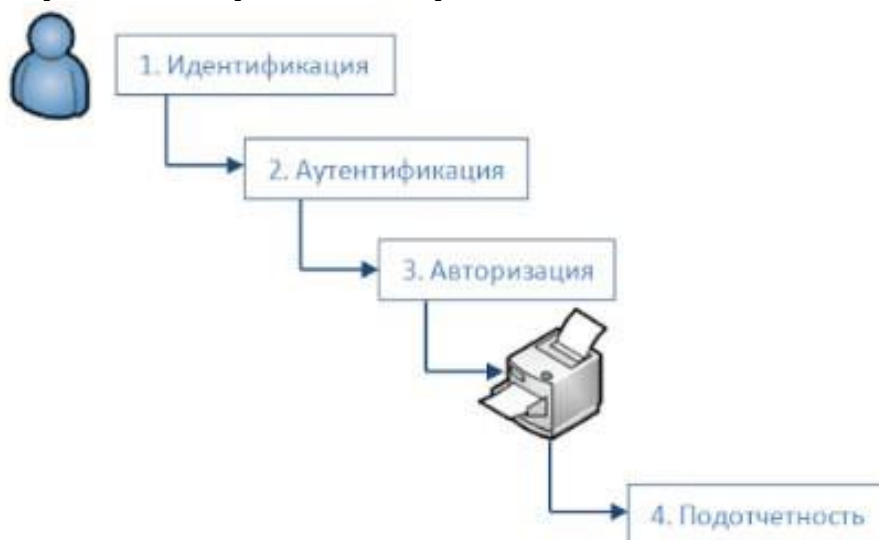 1. Идентификация
2. Аутентификация
3. Авторизация
4. Подотчетность